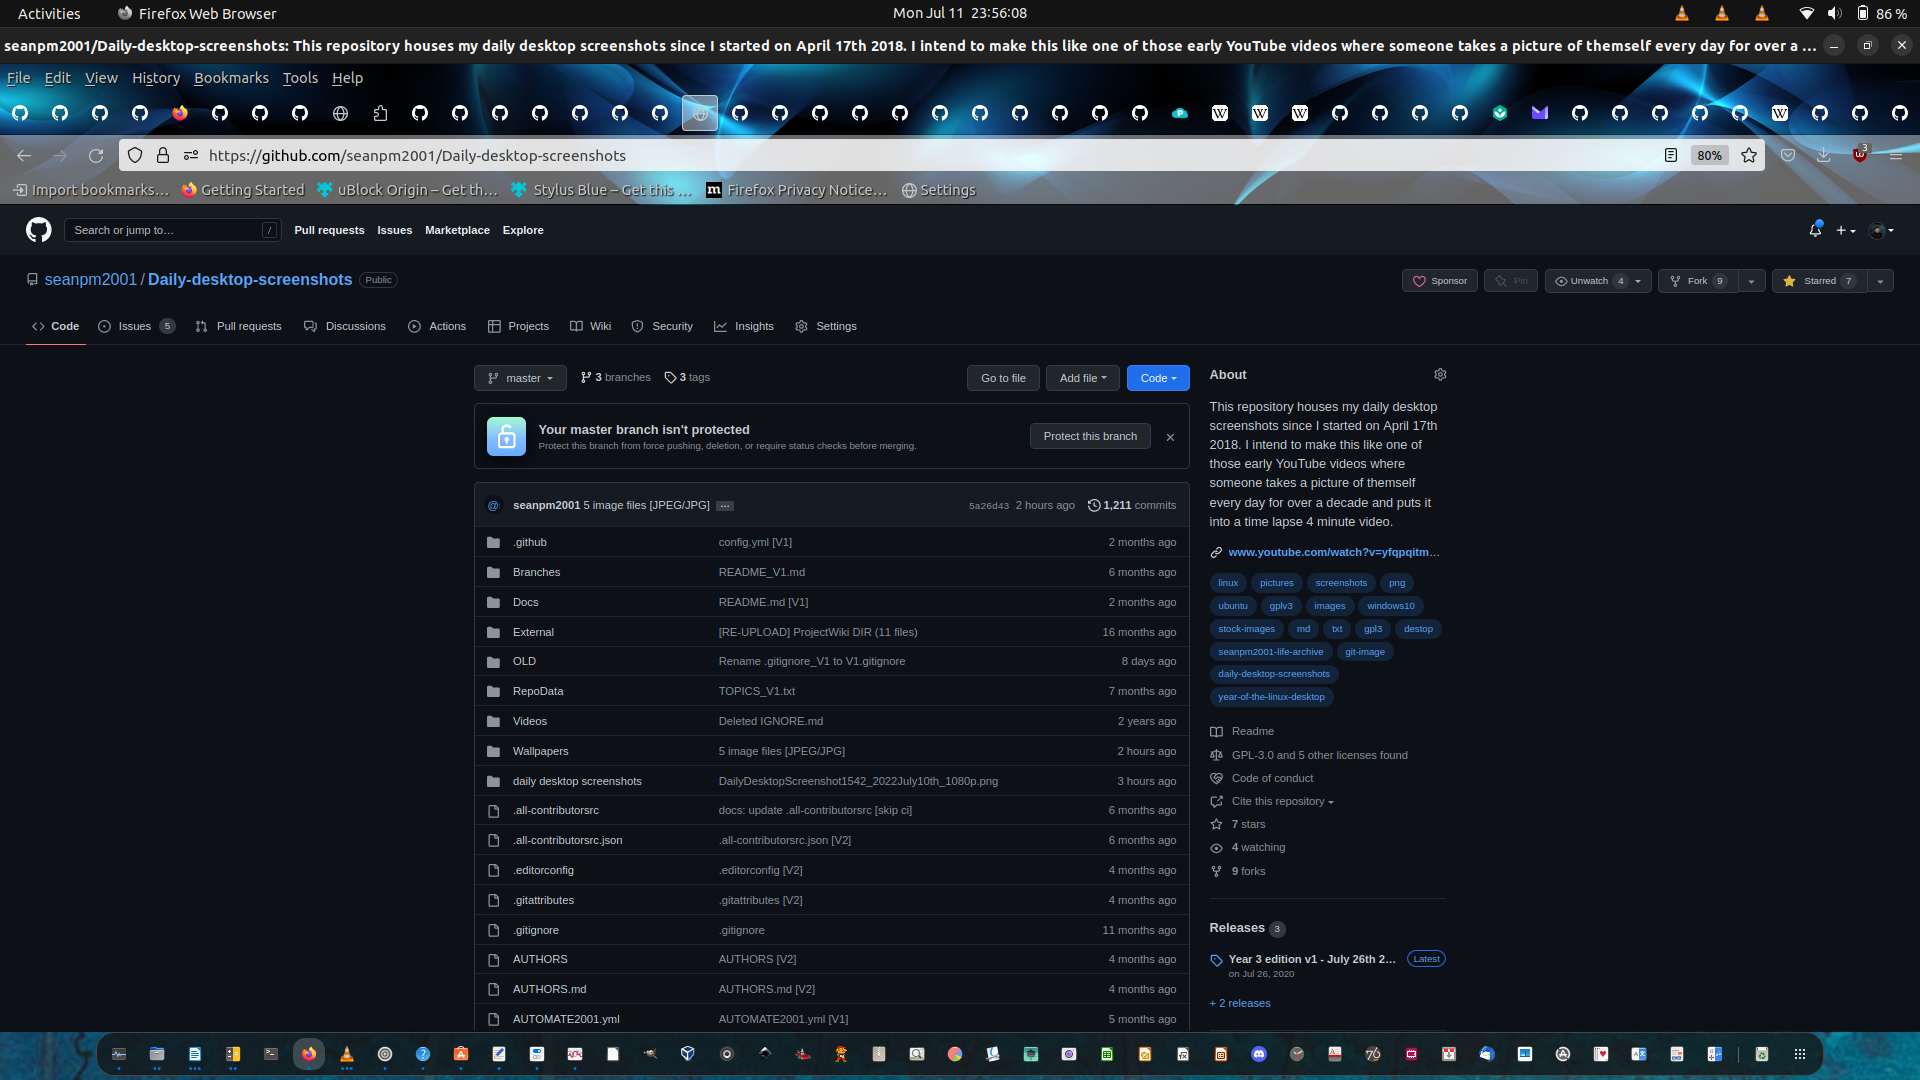 Activities
Firefox Web Browser
Mon Jul 11  23:56:08
86 %
seanpm2001/Daily-desktop-screenshots: This repository houses my daily desktop screenshots since I started on April 17th 2018. I intend to make this like one of those early YouTube videos where someone takes a picture of themself every day for over a ...
File Edit View History Bookmarks Tools Help
https://github.com/seanpm2001/Daily-desktop-screenshots
80%
3
Import bookmarks... Getting Started uBlock Origin – Get th... Stylus Blue – Get this ... Firefox Privacy Notice... Settings
Search or jump to... /
Pull requests Issues Marketplace Explore
seanpm2001 / Daily-desktop-screenshots Public
Sponsor Pin Unwatch 4 Fork 9 Starred 7
Code Issues 5 Pull requests Discussions Actions Projects Wiki Security Insights Settings
master 3 branches 3 tags
Go to file Add file Code
Your master branch isn't protected
Protect this branch from force pushing, deletion, or require status checks before merging.
Protect this branch
seanpm2001 5 image files [JPEG/JPG] ... 5a26d43 2 hours ago 1,211 commits
.github config.yml [V1] 2 months ago
Branches README_V1.md 6 months ago
Docs README.md [V1] 2 months ago
External [RE-UPLOAD] ProjectWiki DIR (11 files) 16 months ago
OLD Rename .gitignore_V1 to V1.gitignore 8 days ago
RepoData TOPICS_V1.txt 7 months ago
Videos Deleted IGNORE.md 2 years ago
Wallpapers 5 image files [JPEG/JPG] 2 hours ago
daily desktop screenshots DailyDesktopScreenshot1542_2022July10th_1080p.png 3 hours ago
.all-contributorsrc docs: update .all-contributorsrc [skip ci] 6 months ago
.all-contributorsrc.json .all-contributorsrc.json [V2] 6 months ago
.editorconfig .editorconfig [V2] 4 months ago
.gitattributes .gitattributes [V2] 4 months ago
.gitignore .gitignore 11 months ago
AUTHORS AUTHORS [V2] 4 months ago
AUTHORS.md AUTHORS.md [V2] 4 months ago
AUTOMATE2001.yml AUTOMATE2001.yml [V1] 5 months ago
About
This repository houses my daily desktop
screenshots since I started on April 17th
2018. I intend to make this like one of
those early YouTube videos where
someone takes a picture of themself
every day for over a decade and puts it
into a time lapse 4 minute video.
www.youtube.com/watch?v=yfqpqitm...
linux pictures screenshots png
ubuntu gplv3 images windows10
stock-images md txt gpl3 destop
seanpm2001-life-archive git-image
daily-desktop-screenshots
year-of-the-linux-desktop
Readme
GPL-3.0 and 5 other licenses found
Code of conduct
Cite this repository
7 stars
4 watching
9 forks
Releases 3
Year 3 edition v1 - July 26th 2... Latest
on Jul 26, 2020
+ 2 releases